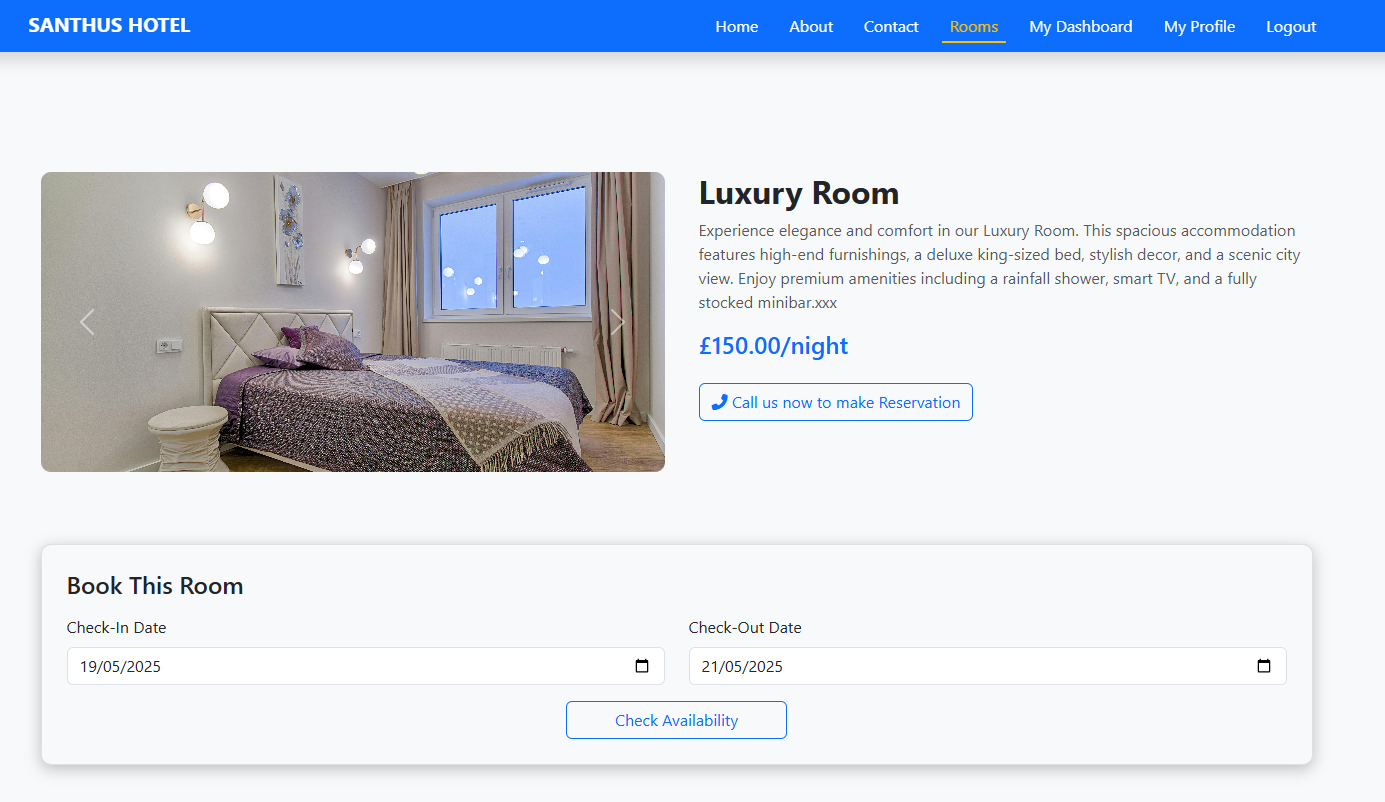 SANTHUS HOTEL
Home About Contact Rooms My Dashboard My Profile Logout
Luxury Room
Experience elegance and comfort in our Luxury Room. This spacious accommodation
features high-end furnishings, a deluxe king-sized bed, stylish decor, and a scenic city
view. Enjoy premium amenities including a rainfall shower, smart TV, and a fully
stocked minibar.xxx
£150.00/night
Call us now to make Reservation
Book This Room
Check-In Date
19/05/2025
Check-Out Date
21/05/2025
Check Availability